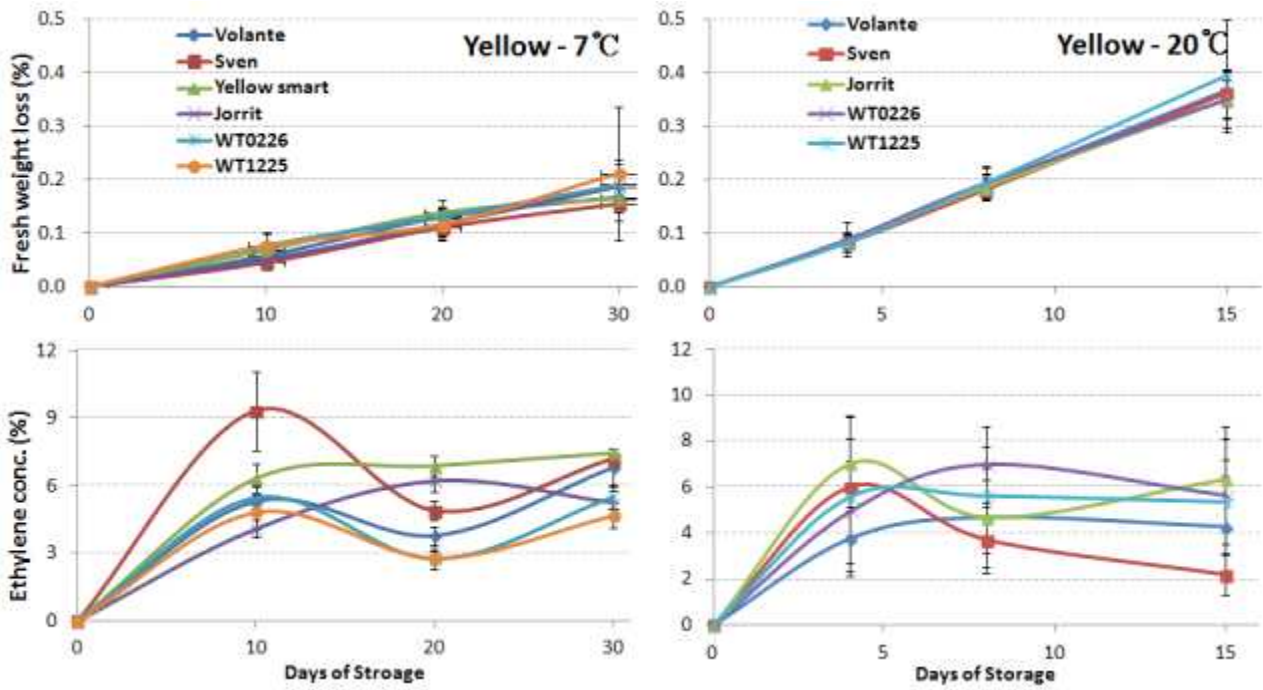 Yellow - 7℃
Volante
Sven
Yellow smart
Jorrit
WT0226
WT1225
Fresh weight loss (%)
0.5
0.4
0.3
0.2
0.1
0.0
0
10
20
30
Yellow - 20℃
Volante
Sven
Jorrit
WT0226
WT1225
0.5
0.4
0.3
0.2
0.1
0.0
0
5
10
15
Ethylene conc. (%)
12
9
6
3
0
0
10
20
30
Days of Stroage
12
10
8
6
4
2
0
0
5
10
15
Days of Storage